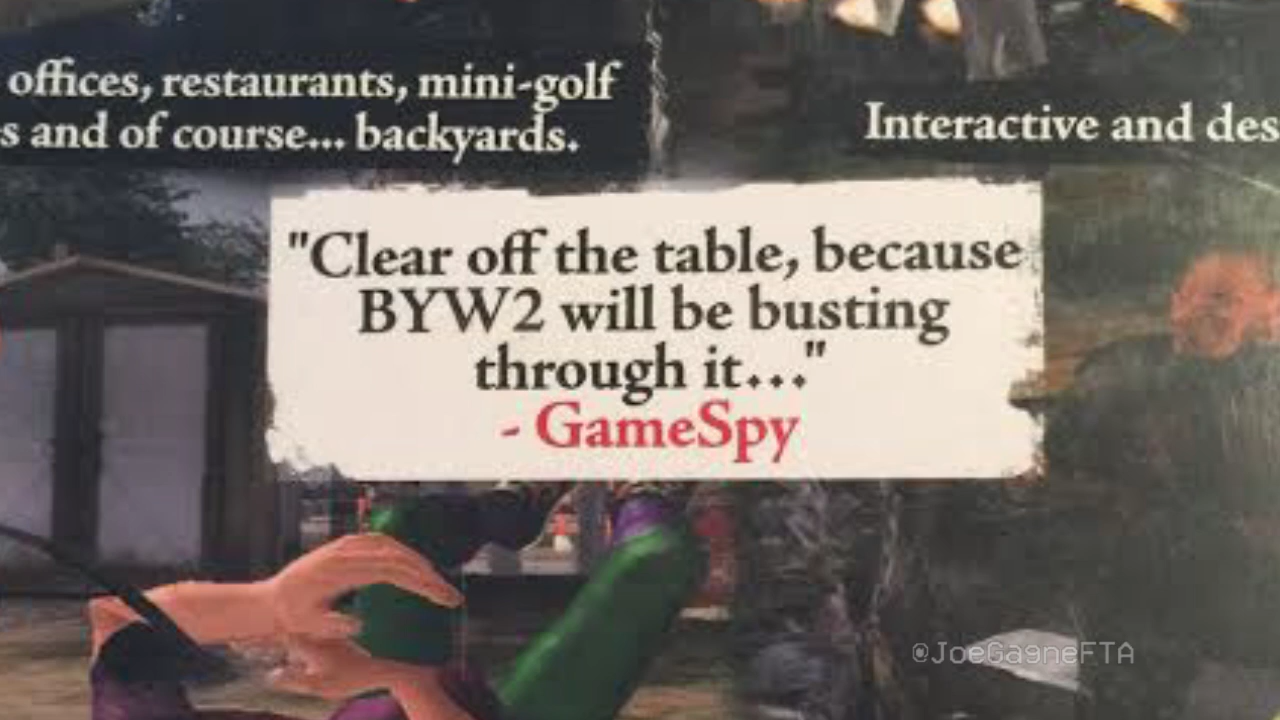 offices, restaurants, mini-golf
s and of course... backyards.
Interactive and des
"Clear off the table, because
BYW2 will be busting
through it..."
- GameSpy
@JoeGagneFTA